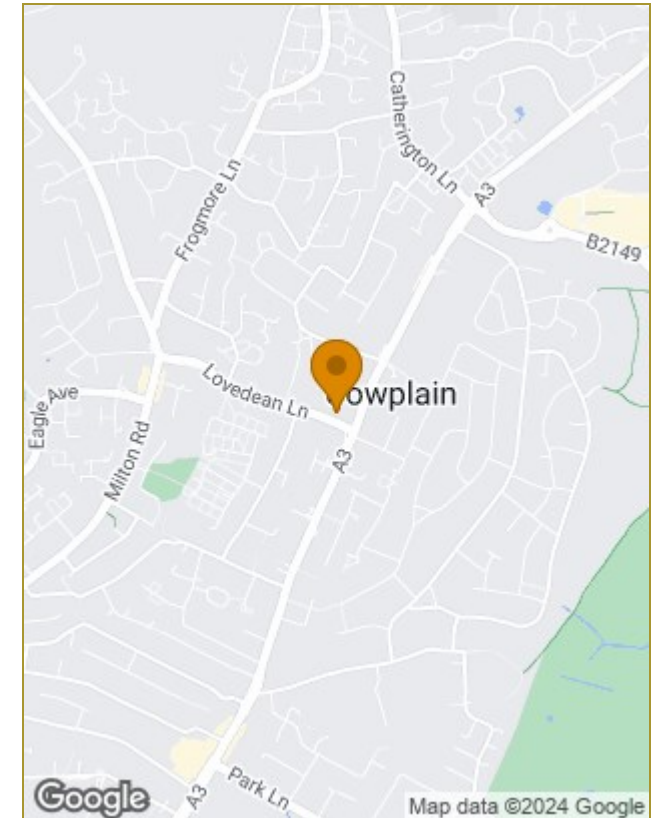 Catherington Ln
A3
Frogmore Ln
B2149
Lovedean Ln
owplain
Eagle Ave
Milton Rd
A3
Park Ln
A3
Google
Map data ©2024 Google